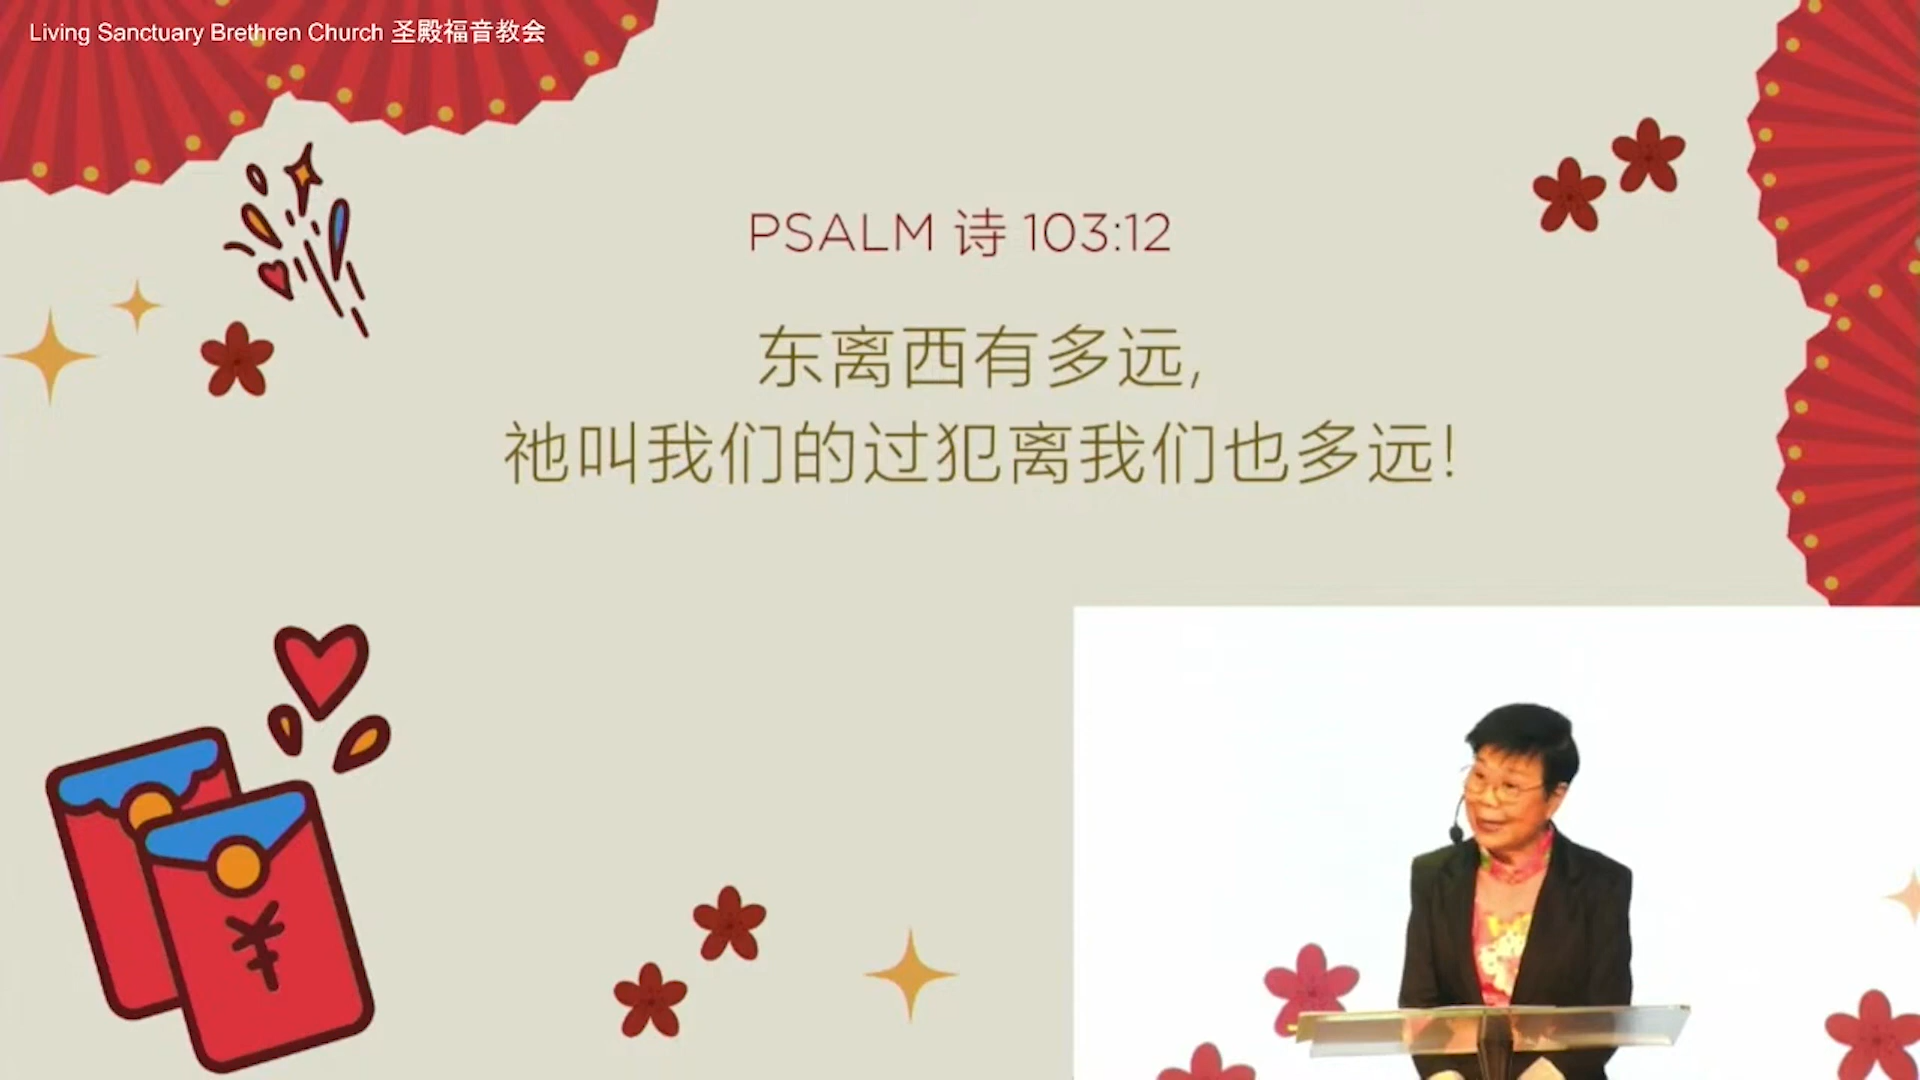 Living Sanctuary Brethren Church 圣殿福音教会
PSALM 诗 103:12
东离西有多远,
祂叫我们的过犯离我们也多远!
¥